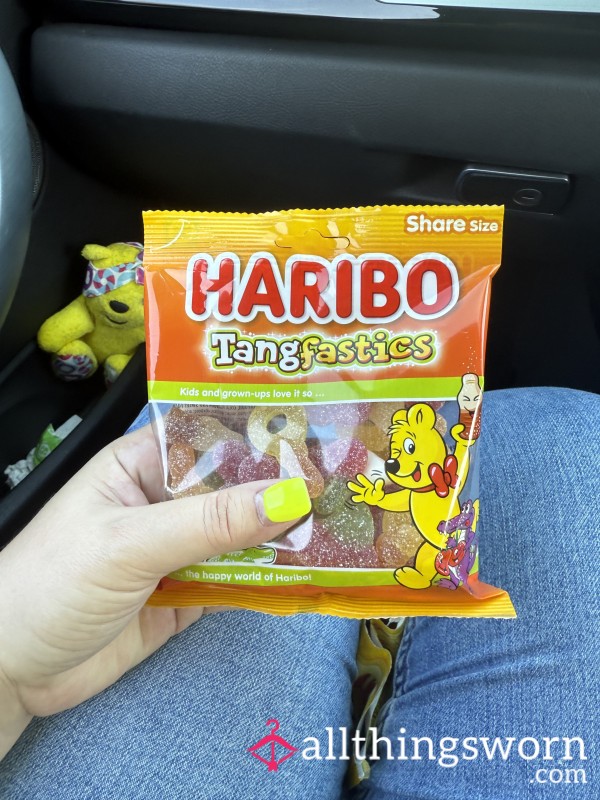 Share Size
HARIBO
Tangfastics
Kids and grown-ups love it so ...
... the happy world of Haribo!
allthingsworn
.com